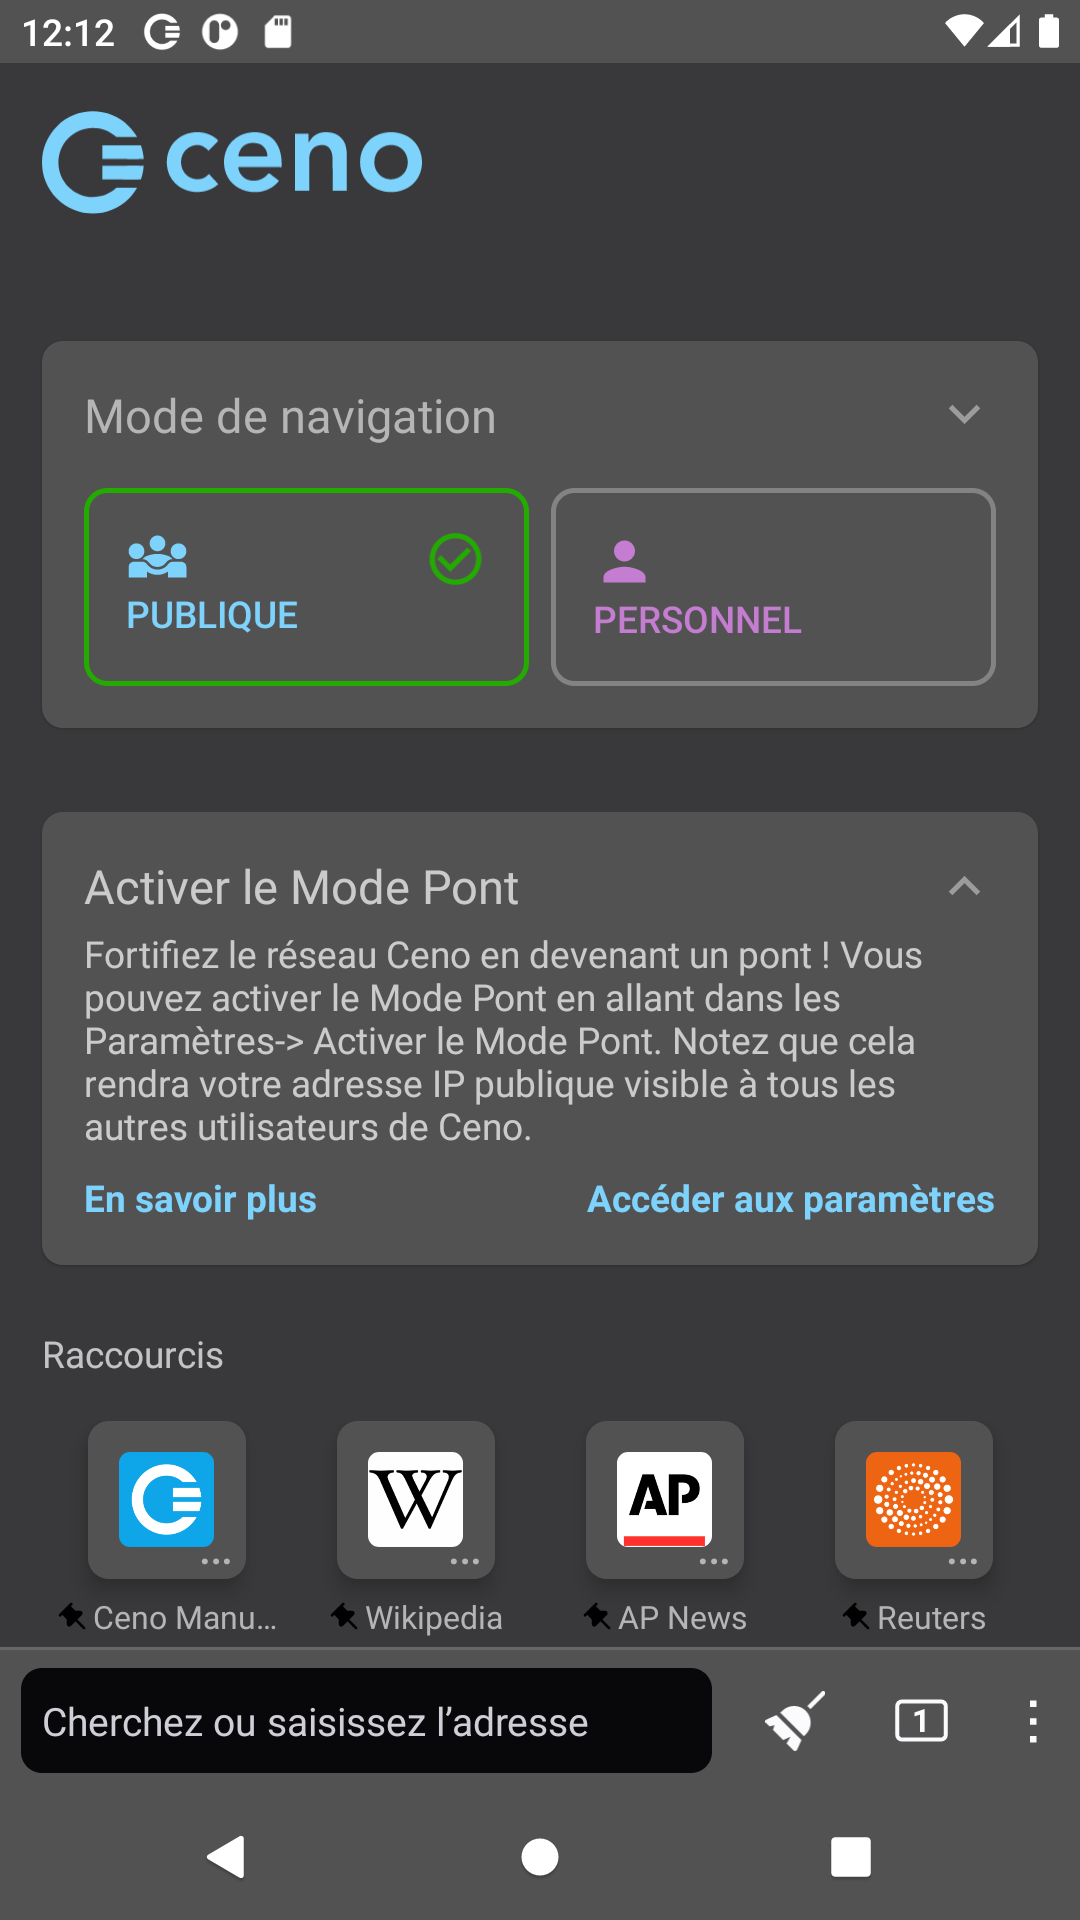 12:12
ceno
Mode de navigation
PUBLIQUE
PERSONNEL
Activer le Mode Pont
Fortifiez le réseau Ceno en devenant un pont ! Vous
pouvez activer le Mode Pont en allant dans les
Paramètres-> Activer le Mode Pont. Notez que cela
rendra votre adresse IP publique visible à tous les
autres utilisateurs de Ceno.
En savoir plus
Accéder aux paramètres
Raccourcis
W
AP
Ceno Manu...
Wikipedia
AP News
Reuters
Cherchez ou saisissez l’adresse
1